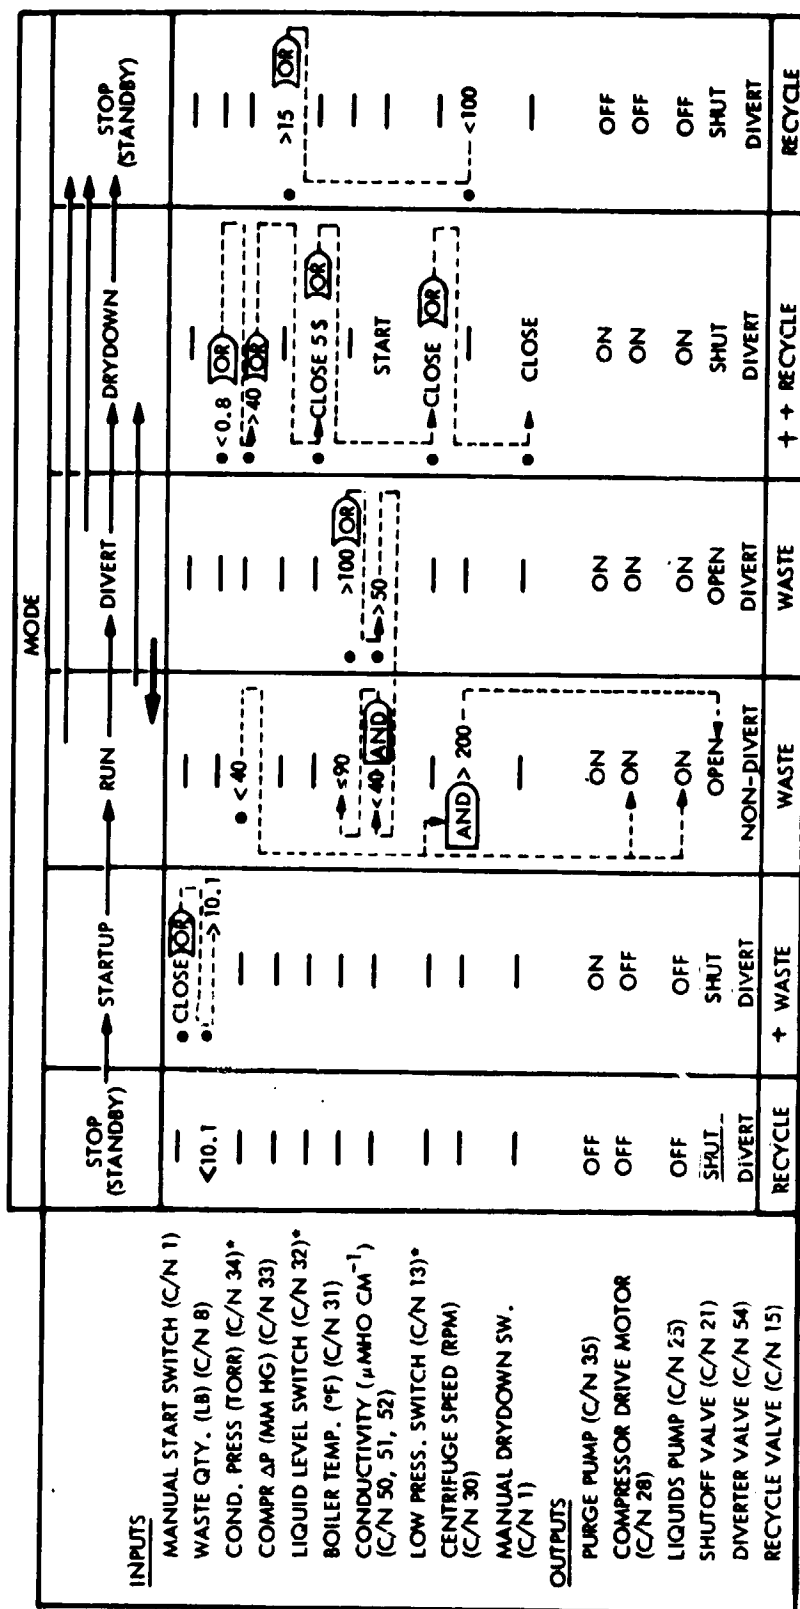 MODE
STOP (STANDBY) STARTUP RUN DIVERT DRYDOWN STOP (STANDBY)
INPUTS
MANUAL START SWITCH (C/N 1) — CLOSE OR — — — —
WASTE QTY. (LB) (C/N 8) <10.1 >10.1 — — <0.8 OR —
COND. PRESS (TORR) (C/N 34)* — — <40 — >40 OR —
COMPR ΔP (MM HG) (C/N 33) — — — — — >15 OR
LIQUID LEVEL SWITCH (C/N 32)* — — — — CLOSE 5 S OR —
BOILER TEMP. (°F) (C/N 31) — — ≤90 >100 OR — —
CONDUCTIVITY (μMHO CM⁻¹) — — <40 AND >50 START —
(C/N 50, 51, 52)
LOW PRESS. SWITCH (C/N 13)* — — — — CLOSE OR —
CENTRIFUGE SPEED (RPM) — — AND > 200 — — <100
(C/N 30)
MANUAL DRYDOWN SW. — — — — CLOSE —
(C/N 1)
OUTPUTS
PURGE PUMP (C/N 35) OFF ON ON ON ON OFF
COMPRESSOR DRIVE MOTOR OFF OFF ON ON ON OFF
(C/N 28)
LIQUIDS PUMP (C/N 25) OFF OFF ON ON ON OFF
SHUTOFF VALVE (C/N 21) SHUT SHUT OPEN OPEN SHUT SHUT
DIVERTER VALVE (C/N 54) DIVERT DIVERT NON-DIVERT DIVERT DIVERT DIVERT
RECYCLE VALVE (C/N 15) RECYCLE + WASTE WASTE WASTE + + RECYCLE RECYCLE